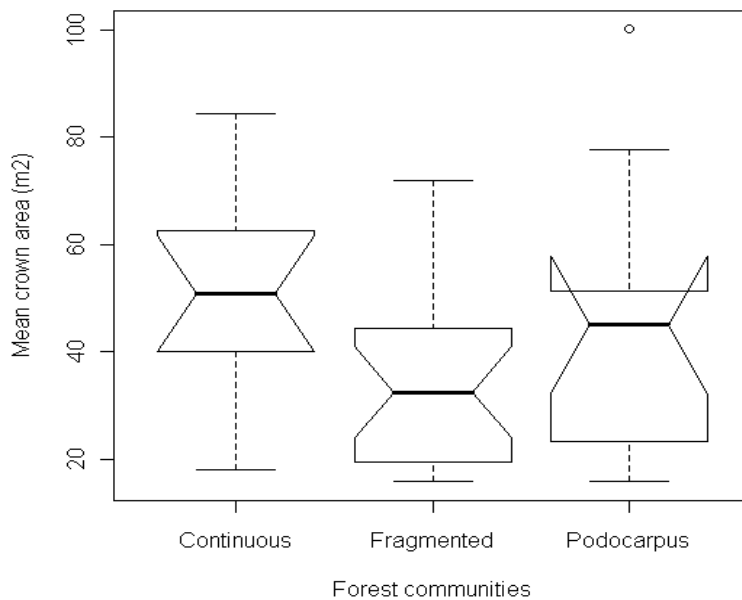 100
80
60
40
20
Mean crown area (m2)
Continuous
Fragmented
Podocarpus
Forest communities